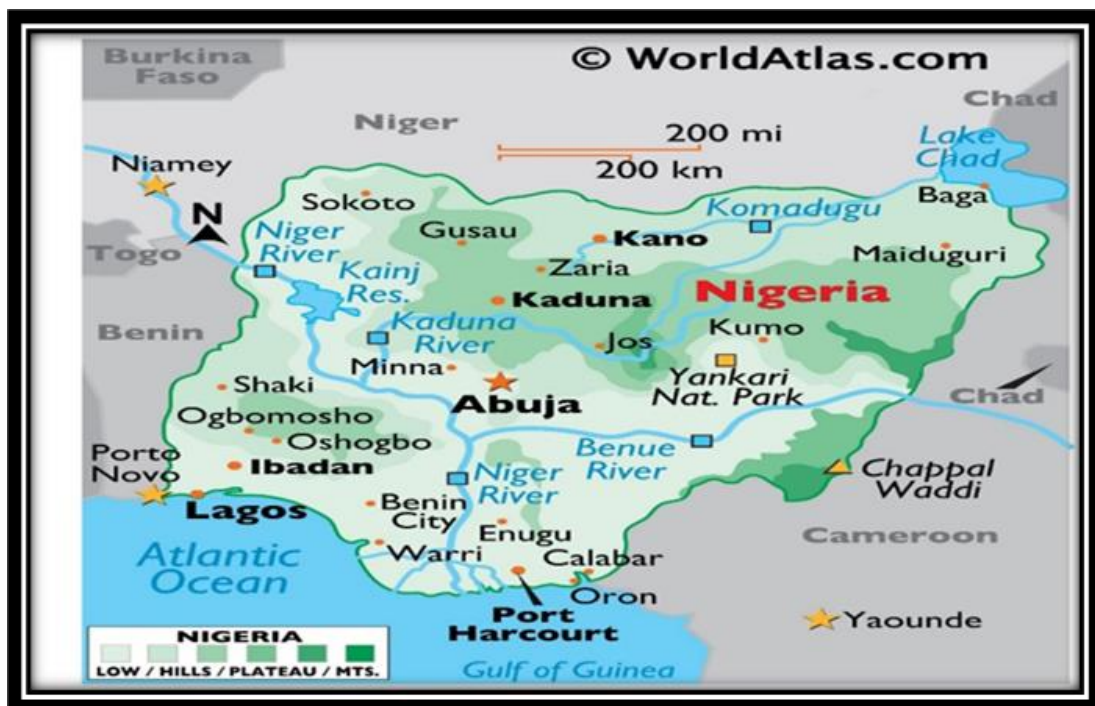 Burkina
Faso
© WorldAtlas.com
Chad
Niger
200 mi
200 km
Lake
Chad
Niamey
Sokoto
Baga
N
Niger
River
Gusau
Kano
Komadugu
Togo
Kainj
Res.
Zaria
Maiduguri
Kaduna
Nigeria
Benin
Kaduna
River
Jos
Kumo
Minna
Shaki
Abuja
Yankari
Nat. Park
Chad
Ogbomosho
Oshogbo
Benue
River
Porto
Novo
Ibadan
Niger
River
Chappal
Waddi
Lagos
Benin
City
Enugu
Cameroon
Atlantic
Ocean
Warri
Calabar
Oron
Port
Harcourt
Yaounde
NIGERIA
LOW / HILLS / PLATEAU / MTS.
Gulf of Guinea